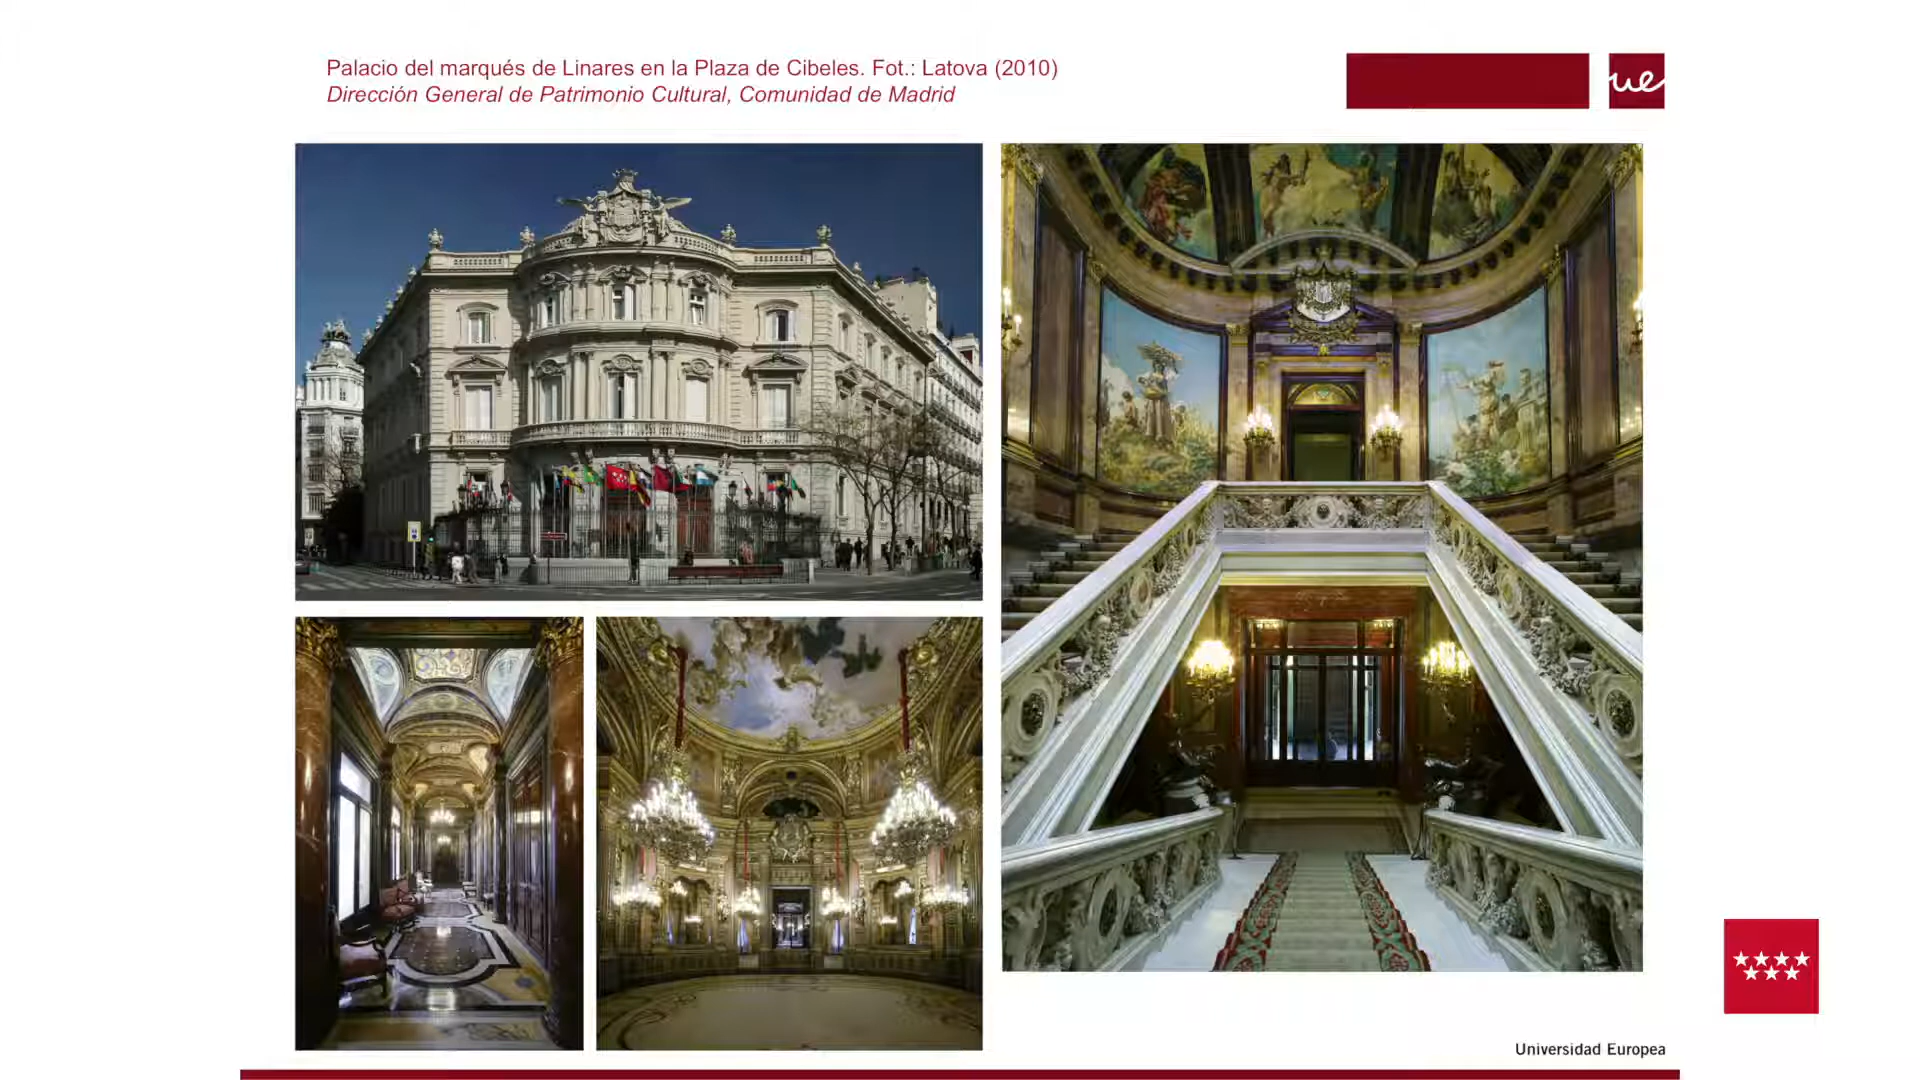 Palacio del marqués de Linares en la Plaza de Cibeles. Fot.: Latova (2010)
Dirección General de Patrimonio Cultural, Comunidad de Madrid
ue
Universidad Europea